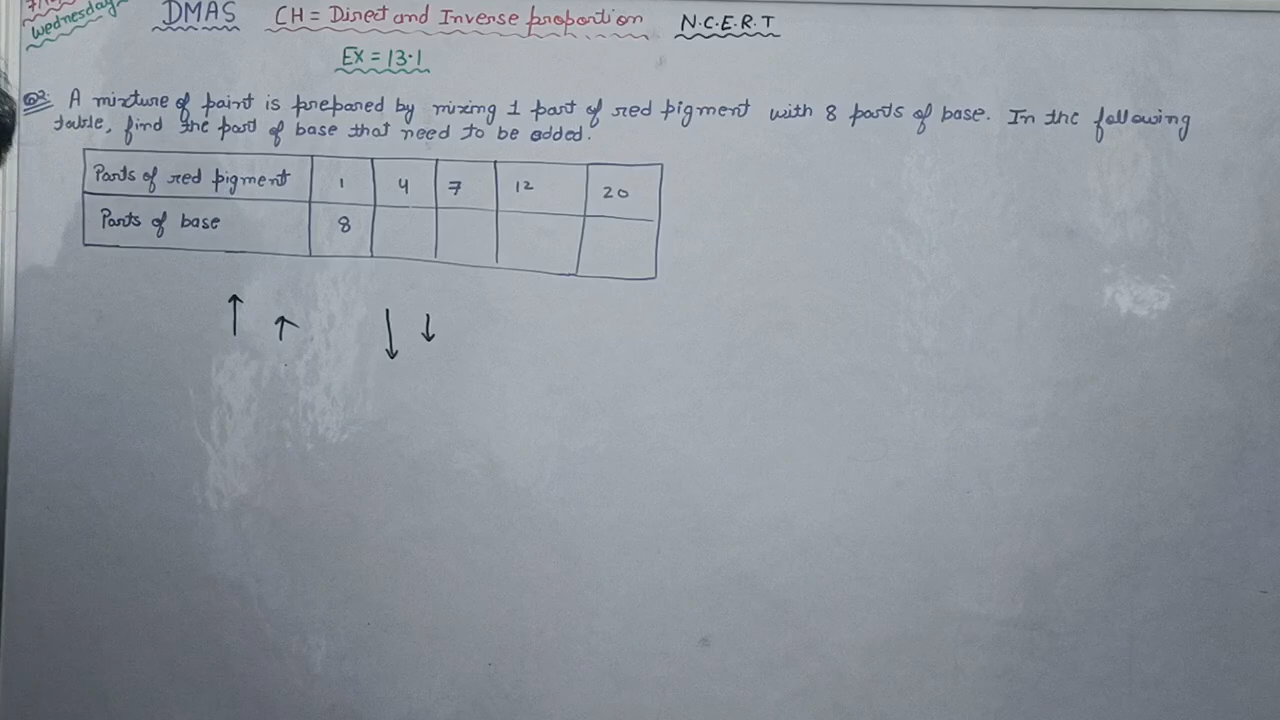 Wednesday
DMAS CH = Direct and Inverse proportion N.C.E.R.T
EX = 13.1
A mixture of paint is prepared by mixing 1 part of red pigment with 8 parts of base. In the following
table, find the part of base that need to be added.
Parts of red pigment 1 4 7 12 20
Parts of base 8